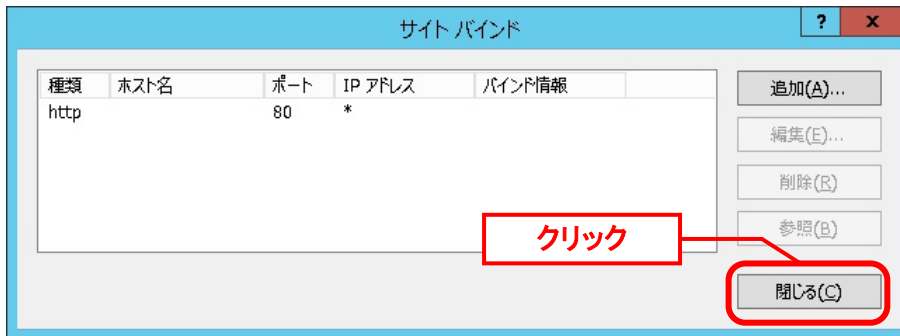 サイト バインド
? x
種類 ホスト名 ポート IP アドレス バインド情報
http 80 *
追加(A)...
編集(E)...
削除(R)
参照(B)
クリック
閉じる(C)